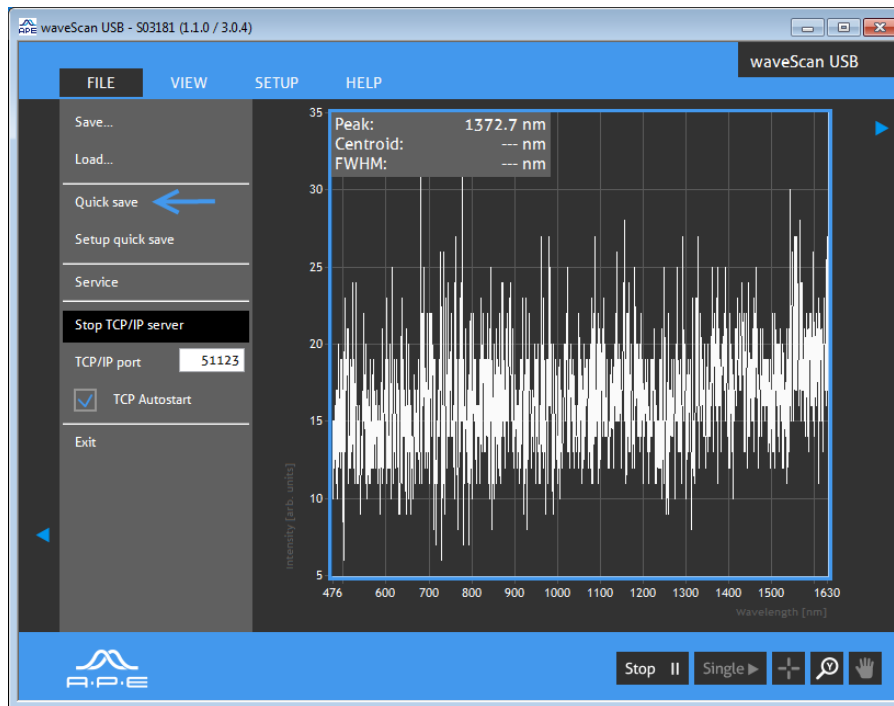 APE waveScan USB - S03181 (1.1.0 / 3.0.4)
waveScan USB
FILE VIEW SETUP HELP
Save...
Load...
Quick save
Setup quick save
Service
Stop TCP/IP server
TCP/IP port 51123
TCP Autostart
Exit
Peak: 1372.7 nm
Centroid: --- nm
FWHM: --- nm
35
30
25
20
15
10
5
Intensity [arb. units]
476 600 700 800 900 1000 1100 1200 1300 1400 1500 1630
Wavelength [nm]
A·P·E
Stop Single
Y